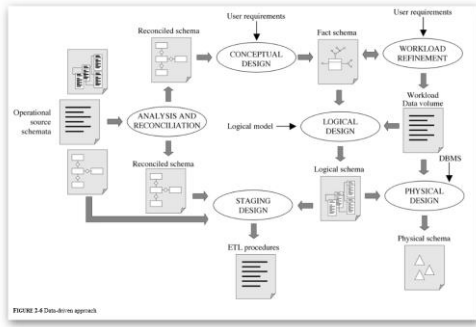 User requirements
User requirements
Reconciled schema
Fact schema
CONCEPTUAL
DESIGN
WORKLOAD
REFINEMENT
Operational
source
schemata
ANALYSIS AND
RECONCILIATION
Workload
Data volume
Logical model
LOGICAL
DESIGN
DBMS
Reconciled schema
Logical schema
STAGING
DESIGN
PHYSICAL
DESIGN
ETL procedures
Physical schema
FIGURE 2-6 Data-driven approach